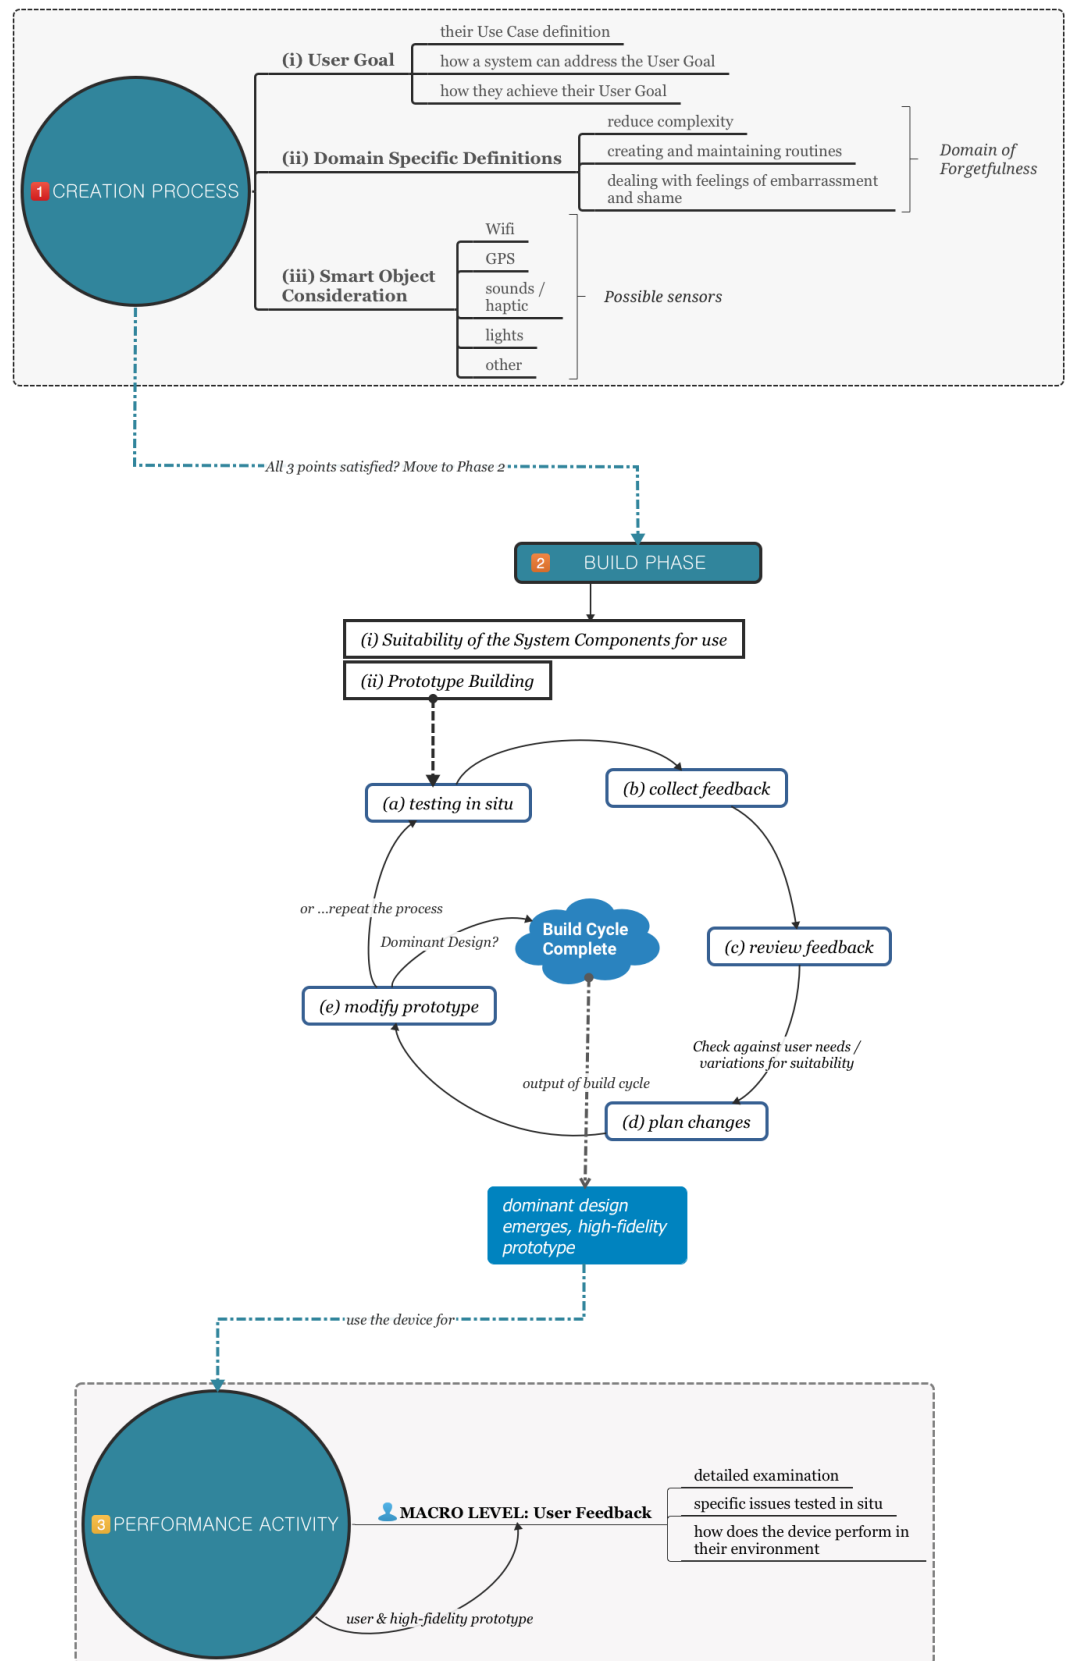 their Use Case definition
(i) User Goal
how a system can address the User Goal
how they achieve their User Goal
reduce complexity
(ii) Domain Specific Definitions
creating and maintaining routines
dealing with feelings of embarrassment
and shame
Domain of
Forgetfulness
1 CREATION PROCESS
Wifi
GPS
(iii) Smart Object
Consideration
sounds /
haptic
lights
other
Possible sensors
All 3 points satisfied? Move to Phase 2
2 BUILD PHASE
(i) Suitability of the System Components for use
(ii) Prototype Building
(a) testing in situ
(b) collect feedback
or ...repeat the process
Dominant Design?
Build Cycle
Complete
(c) review feedback
(e) modify prototype
Check against user needs /
variations for suitability
output of build cycle
(d) plan changes
dominant design
emerges, high-fidelity
prototype
use the device for
3 PERFORMANCE ACTIVITY
MACRO LEVEL: User Feedback
detailed examination
specific issues tested in situ
how does the device perform in
their environment
user & high-fidelity prototype